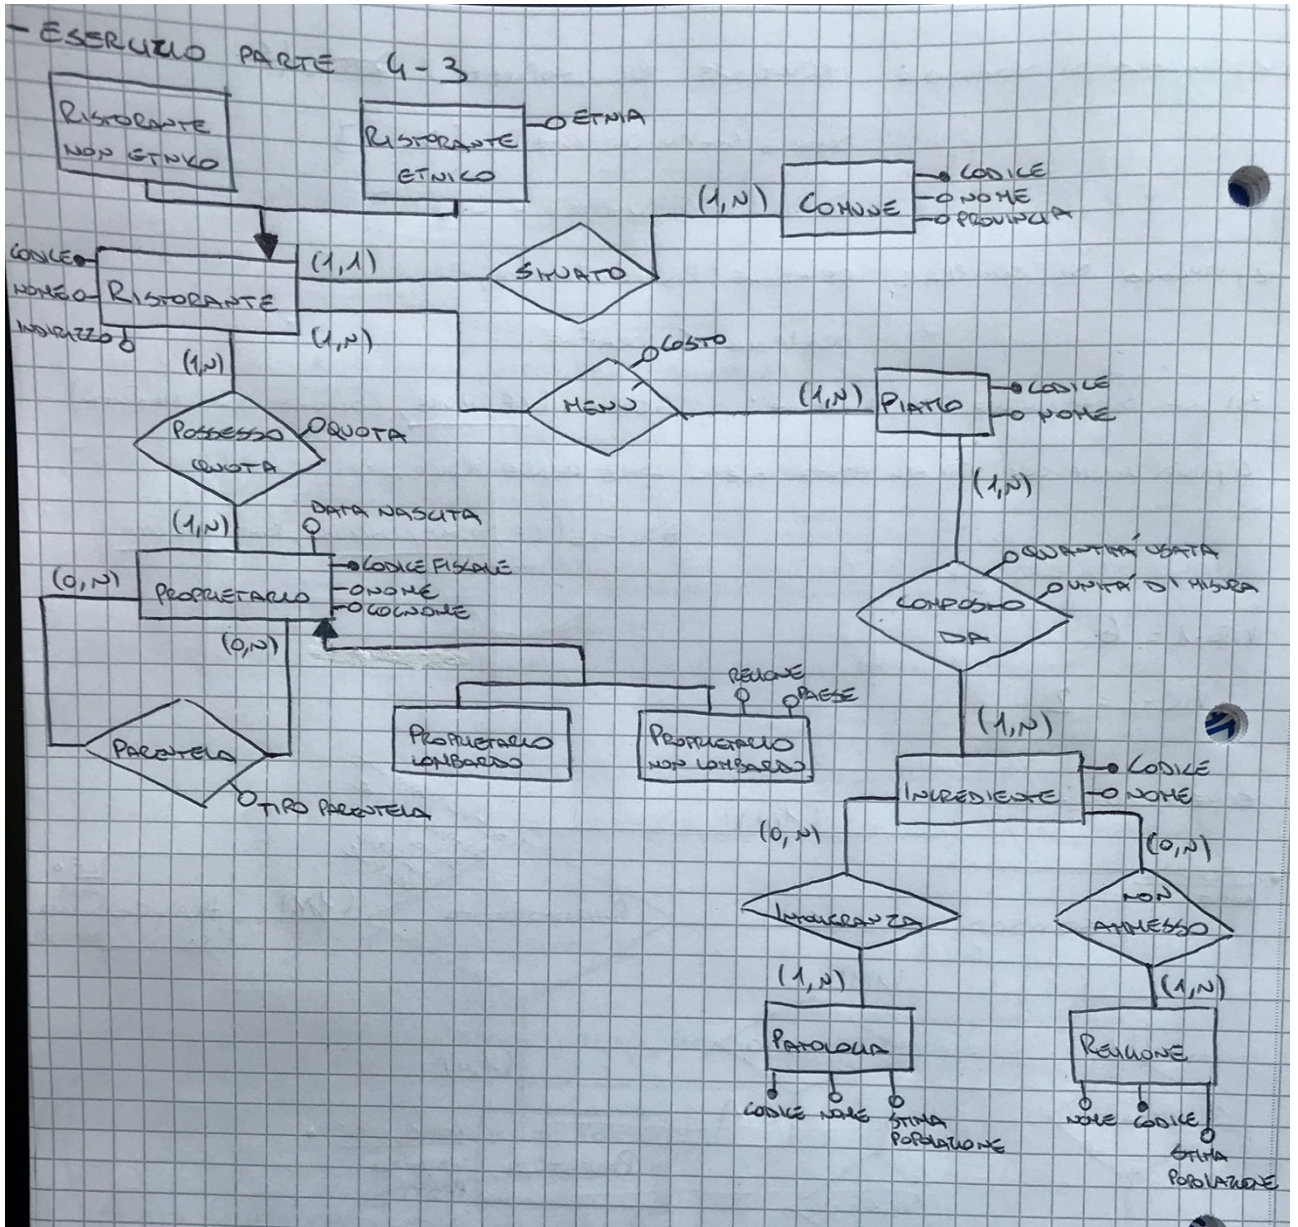 - ESERCIZIO PARTE 4-3
RISTORANTE
NON ETNICO
RISTORANTE
ETNICO
ETNIA
(1,N)
COMUNE
CODICE
NOME
PROVINCIA
CODICE
NOME
INDIRIZZO
RISTORANTE
(1,1)
SITUATO
(1,N)
(1,N)
MENÙ
COSTO
(1,N)
PIATTO
CODICE
NOME
POSSESSO
QUOTA
QUOTA
(1,N)
(1,N)
DATA NASCITA
(0,N)
PROPRIETARIO
CODICE FISCALE
NOME
COGNOME
(0,N)
COMPOSTO
DA
QUANTITÁ USATA
UNITÁ DI MISURA
PARENTELA
TIPO PARENTELA
PROPRIETARIO
LOMBARDO
REGIONE
PAESE
PROPRIETARIO
NON LOMBARDO
(1,N)
INGREDIENTE
CODICE
NOME
(0,N)
(0,N)
INTOLLERANZA
NON
AMMESSO
(1,N)
(1,N)
PATOLOGIA
RELIGIONE
CODICE NOME
STIMA
POPOLAZIONE
NOME CODICE
STIMA
POPOLAZIONE